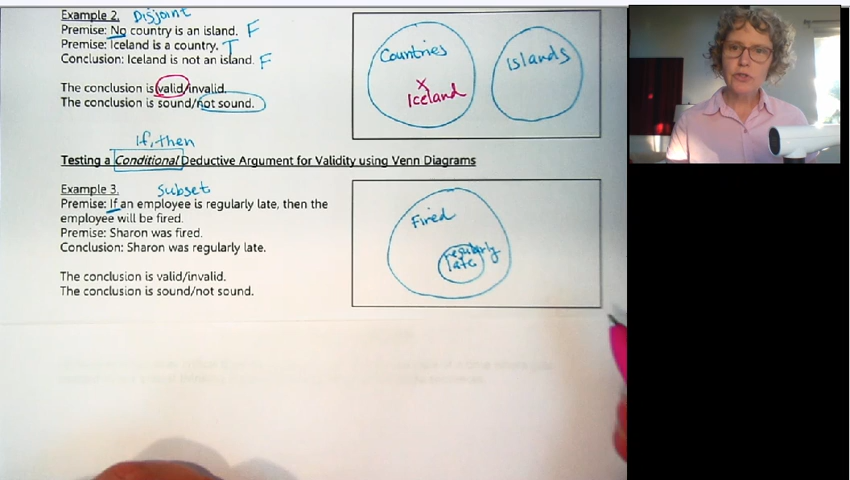 Example 2. Disjoint
Premise: No country is an island. F
Premise: Iceland is a country. T
Conclusion: Iceland is not an island. F
The conclusion is valid/invalid.
The conclusion is sound/not sound.
Countries
x
Iceland
Islands
If, then
Testing a Conditional Deductive Argument for Validity using Venn Diagrams
Example 3. Subset
Premise: If an employee is regularly late, then the
employee will be fired.
Premise: Sharon was fired.
Conclusion: Sharon was regularly late.
The conclusion is valid/invalid.
The conclusion is sound/not sound.
Fired
regularly
late